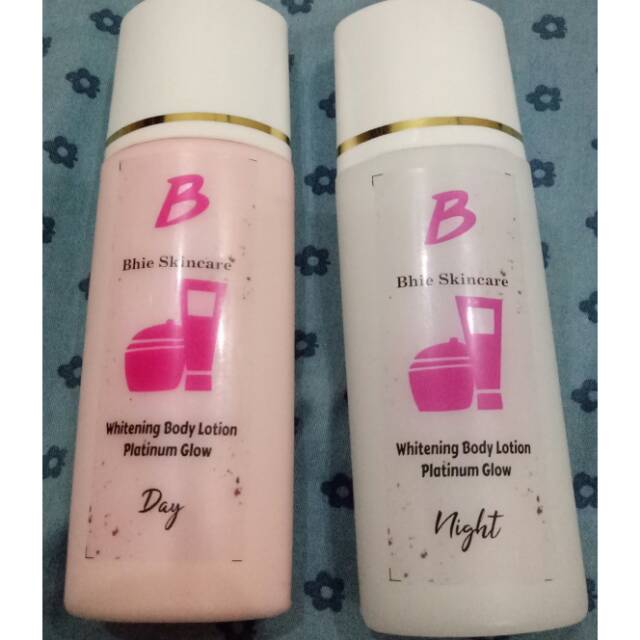 B
Bhie Skincare
Whitening Body Lotion
Platinum Glow
Day
B
Bhie Skincare
Whitening Body Lotion
Platinum Glow
Night